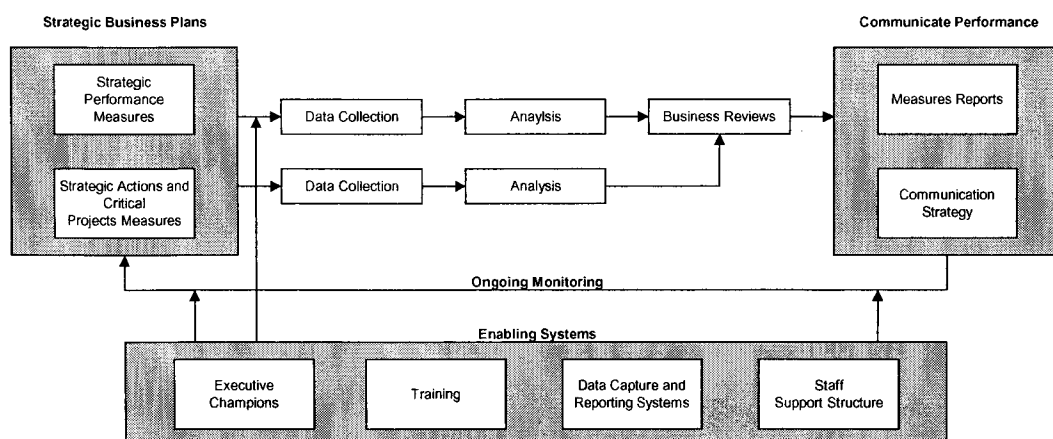 Strategic Business Plans
Communicate Performance
Strategic
Performance
Measures
Data Collection
Anaylsis
Business Reviews
Measures Reports
Strategic Actions and
Critical
Projects Measures
Data Collection
Analysis
Communication
Strategy
Ongoing Monitoring
Enabling Systems
Executive
Champions
Training
Data Capture and
Reporting Systems
Staff
Support Structure